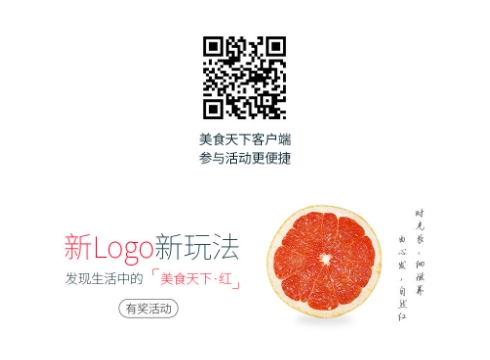 美食天下客户端
参与活动更便捷
新Logo新玩法
发现生活中的「美食天下·红」
有奖活动
时光长，细滋养
由心发，自然红